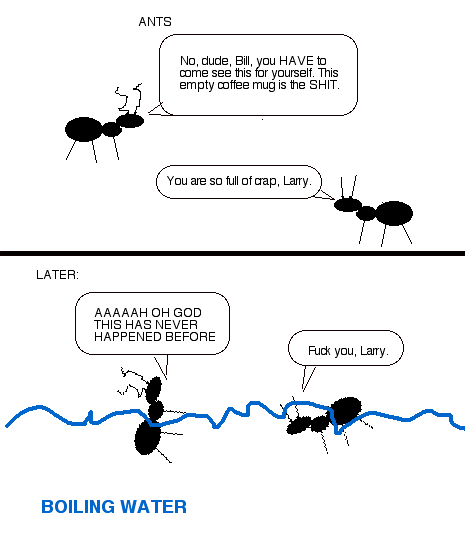 ANTS
No, dude, Bill, you HAVE to
come see this for yourself. This
empty coffee mug is the SHIT.
You are so full of crap, Larry.
LATER:
AAAAAH OH GOD
THIS HAS NEVER
HAPPENED BEFORE
Fuck you, Larry.
BOILING WATER